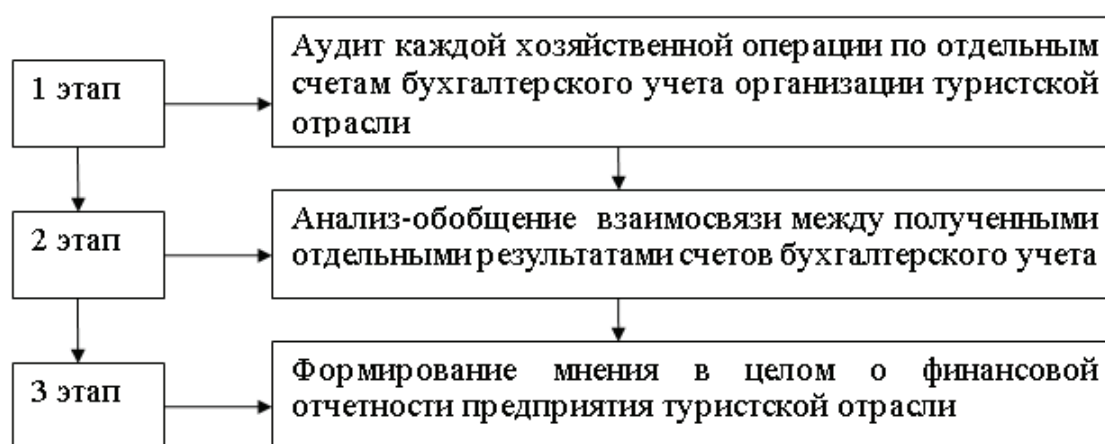 1 этап
Аудит каждой хозяйственной операции по отдельным
счетам бухгалтерского учета организации туристской
отрасли
2 этап
Анализ-обобщение взаимосвязи между полученными
отдельными результатами счетов бухгалтерского учета
3 этап
Формирование мнения в целом о финансовой
отчетности предприятия туристской отрасли